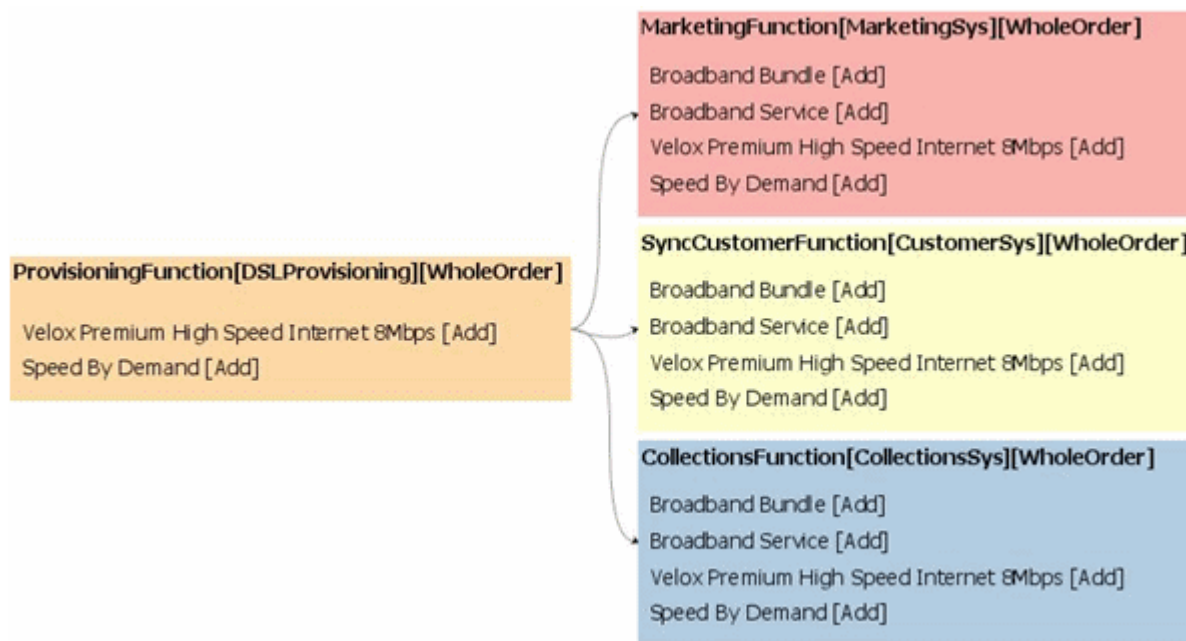 ProvisioningFunction[DSLProvisioning][WholeOrder]
Velox Premium High Speed Internet 8Mbps [Add]
Speed By Demand [Add]
MarketingFunction[MarketingSys][WholeOrder]
Broadband Bundle [Add]
Broadband Service [Add]
Velox Premium High Speed Internet 8Mbps [Add]
Speed By Demand [Add]
SyncCustomerFunction[CustomerSys][WholeOrder]
Broadband Bundle [Add]
Broadband Service [Add]
Velox Premium High Speed Internet 8Mbps [Add]
Speed By Demand [Add]
CollectionsFunction[CollectionsSys][WholeOrder]
Broadband Bundle [Add]
Broadband Service [Add]
Velox Premium High Speed Internet 8Mbps [Add]
Speed By Demand [Add]